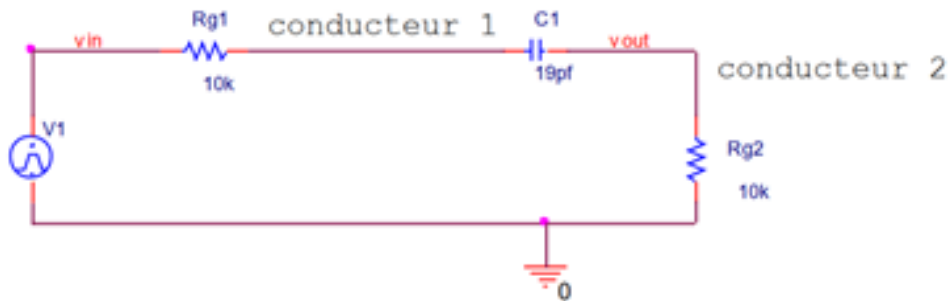 Rg1
conducteur 1
C1
vin
vout
10k
19pf
conducteur 2
V1
Rg2
10k
0